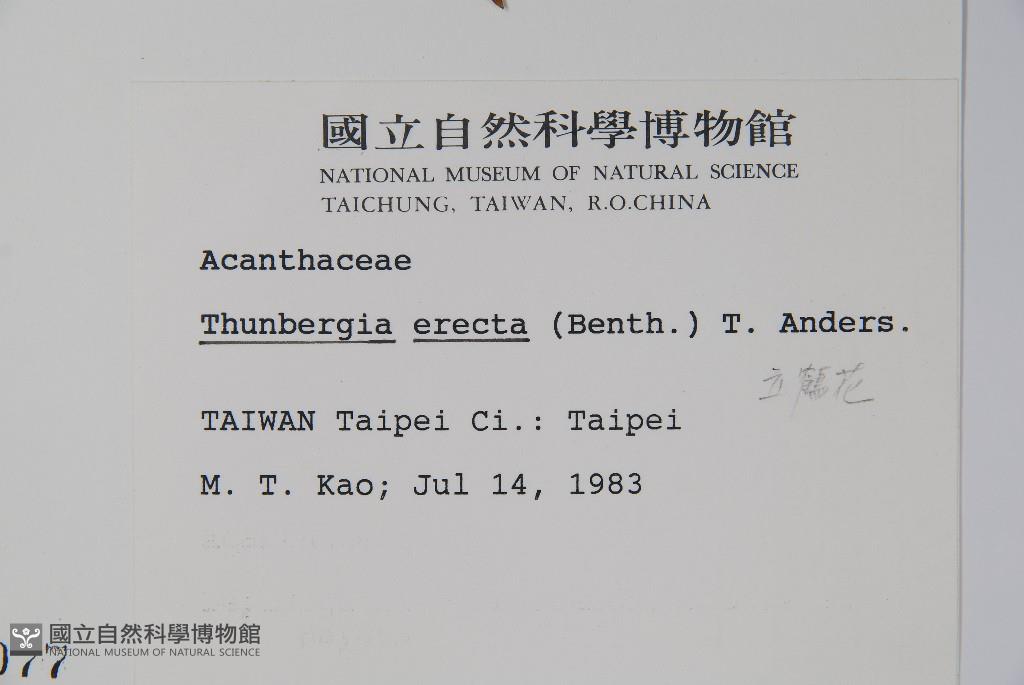 國立自然科學博物館
NATIONAL MUSEUM OF NATURAL SCIENCE
TAICHUNG, TAIWAN, R.O.CHINA
Acanthaceae
Thunbergia erecta (Benth.) T. Anders.
立鶴花
TAIWAN Taipei Ci.: Taipei
M. T. Kao; Jul 14, 1983
國立自然科學博物館
NATIONAL MUSEUM OF NATURAL SCIENCE
077